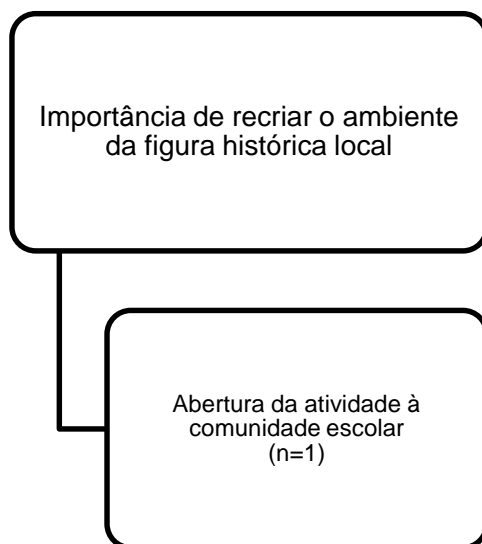 Importância de recriar o ambiente
da figura histórica local
Abertura da atividade à
comunidade escolar
(n=1)